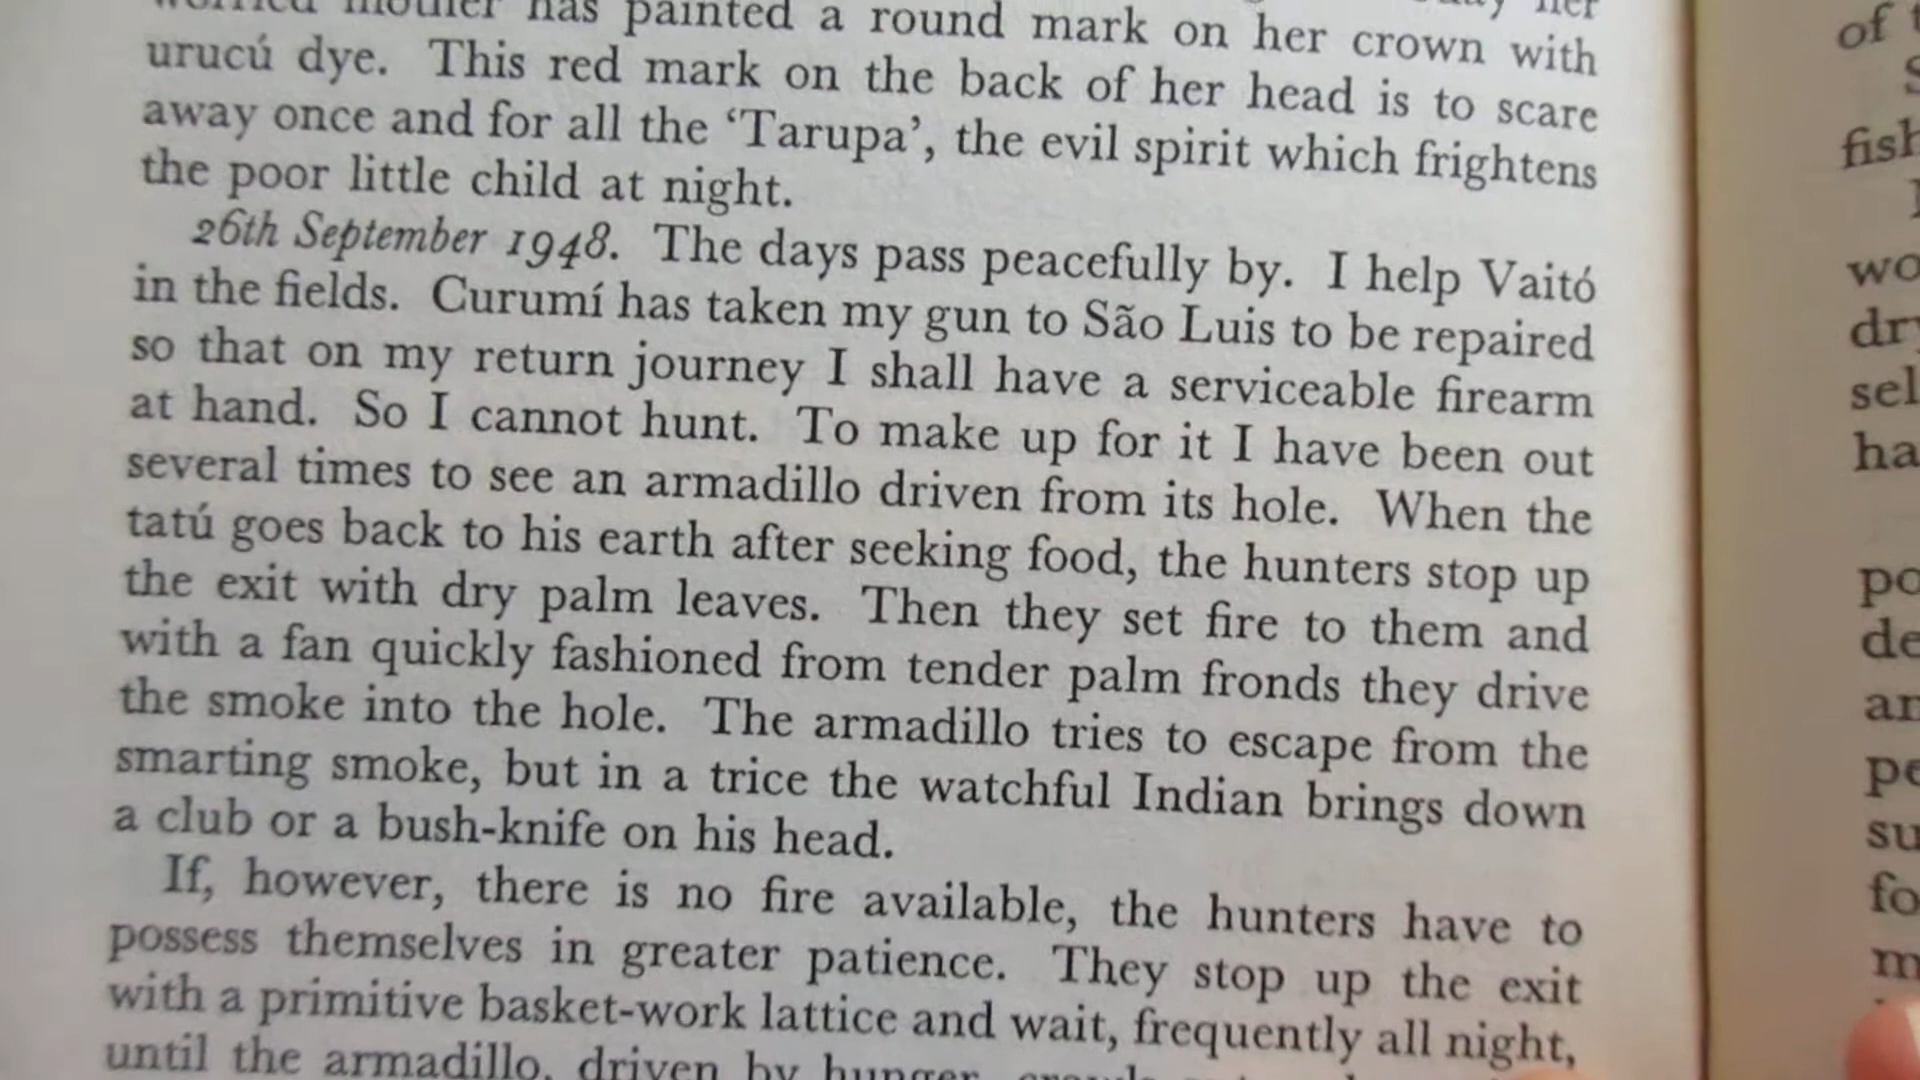 mother has painted a round mark on her crown with
urucú dye. This red mark on the back of her head is to scare
away once and for all the ‘Tarupa’, the evil spirit which frightens
the poor little child at night.
26th September 1948. The days pass peacefully by. I help Vaitó
in the fields. Curumí has taken my gun to São Luis to be repaired
so that on my return journey I shall have a serviceable firearm
at hand. So I cannot hunt. To make up for it I have been out
several times to see an armadillo driven from its hole. When the
tatú goes back to his earth after seeking food, the hunters stop up
the exit with dry palm leaves. Then they set fire to them and
with a fan quickly fashioned from tender palm fronds they drive
the smoke into the hole. The armadillo tries to escape from the
smarting smoke, but in a trice the watchful Indian brings down
a club or a bush-knife on his head.
If, however, there is no fire available, the hunters have to
possess themselves in greater patience. They stop up the exit
with a primitive basket-work lattice and wait, frequently all night,
until the armadillo, driven by hunger,
of